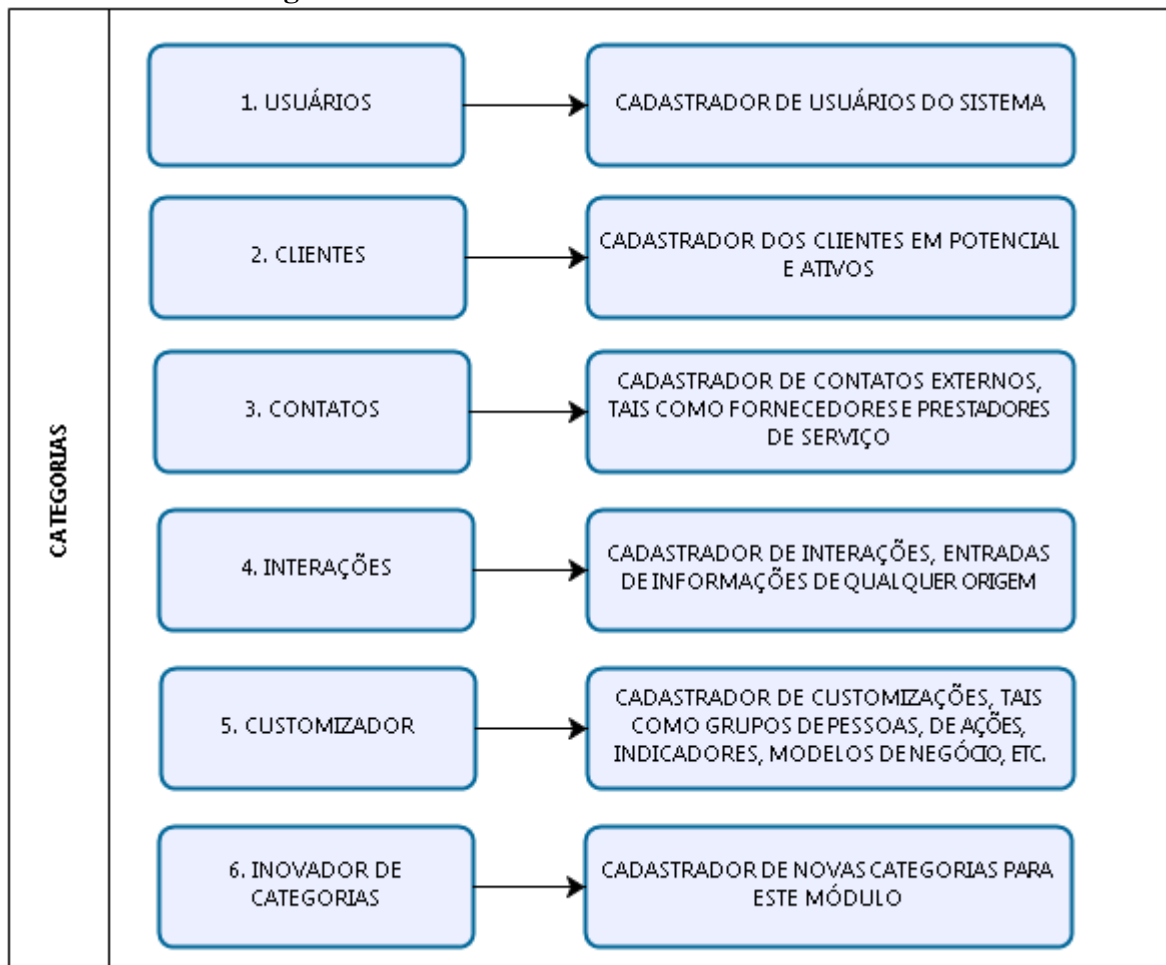 CATEGORIAS
1. USUÁRIOS
CADASTRADOR DE USUÁRIOS DO SISTEMA
2. CLIENTES
CADASTRADOR DOS CLIENTES EM POTENCIAL
E ATIVOS
3. CONTATOS
CADASTRADOR DE CONTATOS EXTERNOS,
TAIS COMO FORNECEDORES E PRESTADORES
DE SERVIÇO
4. INTERAÇÕES
CADASTRADOR DE INTERAÇÕES, ENTRADAS
DE INFORMAÇÕES DE QUALQUER ORIGEM
5. CUSTOMIZADOR
CADASTRADOR DE CUSTOMIZAÇÕES, TAIS
COMO GRUPOS DE PESSOAS, DE AÇÕES,
INDICADORES, MODELOS DE NEGÓCIO, ETC.
6. INOVADOR DE
CATEGORIAS
CADASTRADOR DE NOVAS CATEGORIAS PARA
ESTE MÓDULO